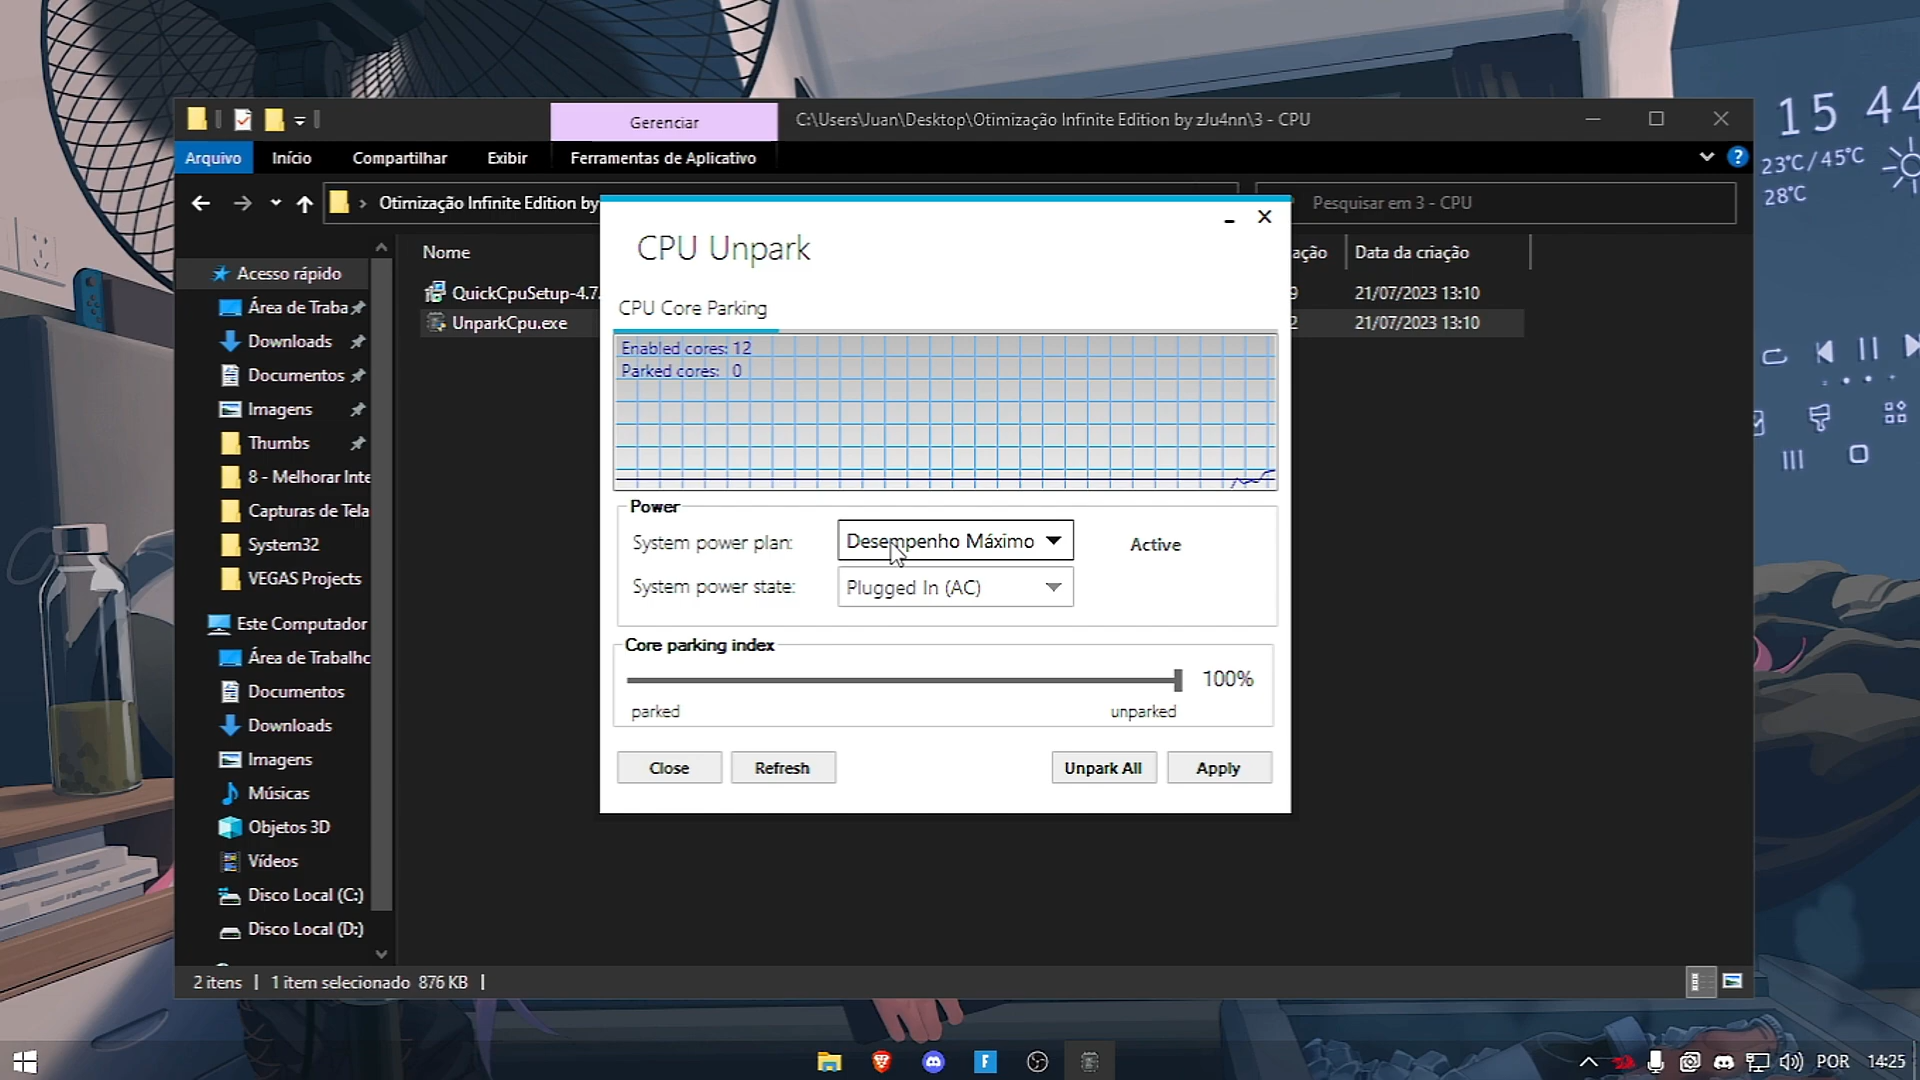 Gerenciar
C:\Users\Juan\Desktop\Otimização Infinite Edition by zJu4nn\3 - CPU
Arquivo
Início
Compartilhar
Exibir
Ferramentas de Aplicativo
Otimização Infinite Edition by
Pesquisar em 3 - CPU
Nome
ação
Data da criação
QuickCpuSetup-4.7.
9
21/07/2023 13:10
UnparkCpu.exe
2
21/07/2023 13:10
Acesso rápido
Área de Traba
Downloads
Documentos
Imagens
Thumbs
8 - Melhorar Inte
Capturas de Tela
System32
VEGAS Projects
Este Computador
Área de Trabalho
Documentos
Downloads
Imagens
Músicas
Objetos 3D
Vídeos
Disco Local (C:)
Disco Local (D:)
2 itens
1 item selecionado 876 KB
CPU Unpark
CPU Core Parking
Enabled cores: 12
Parked cores: 0
Power
System power plan:
Desempenho Máximo
Active
System power state:
Plugged In (AC)
Core parking index
100%
parked
unparked
Close
Refresh
Unpark All
Apply
15 44
23°C / 45°C
28°C
POR
14:25